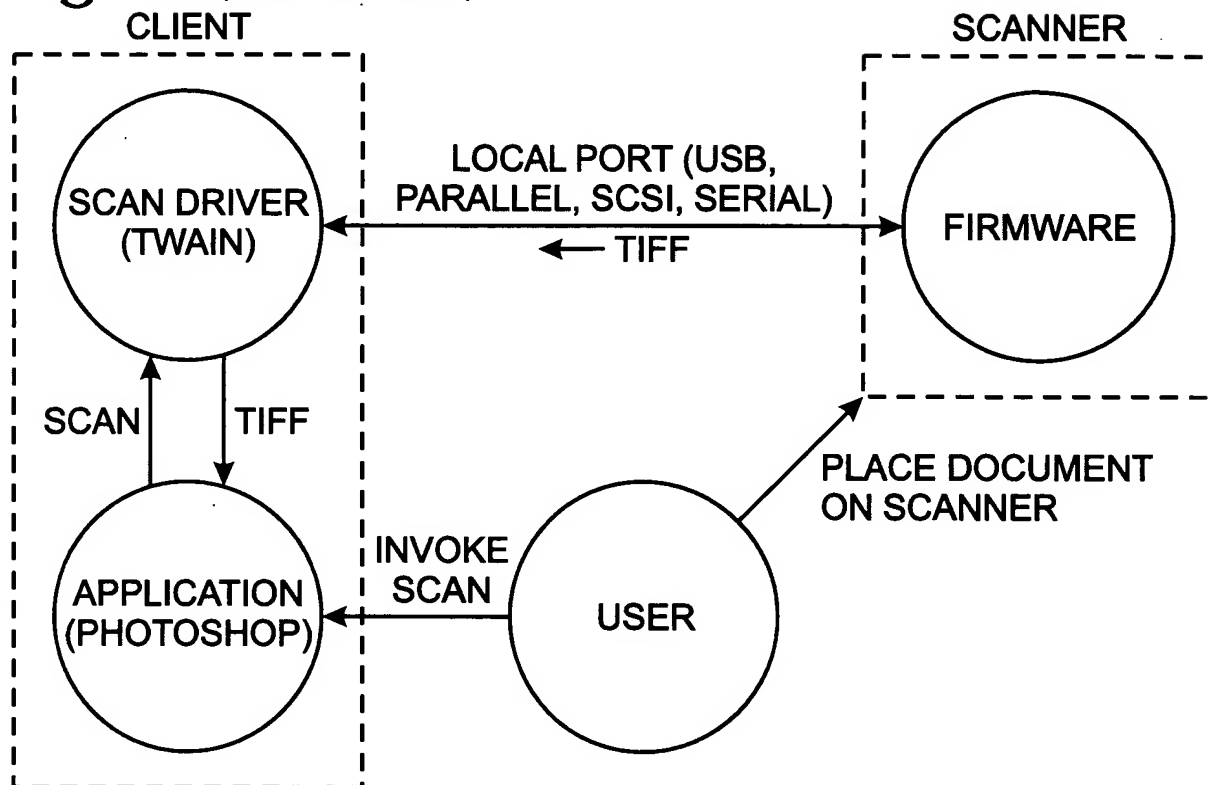 CLIENT
SCANNER
LOCAL PORT (USB,
PARALLEL, SCSI, SERIAL)
SCAN DRIVER
(TWAIN)
FIRMWARE
← TIFF
SCAN
TIFF
PLACE DOCUMENT
ON SCANNER
INVOKE
SCAN
APPLICATION
(PHOTOSHOP)
USER